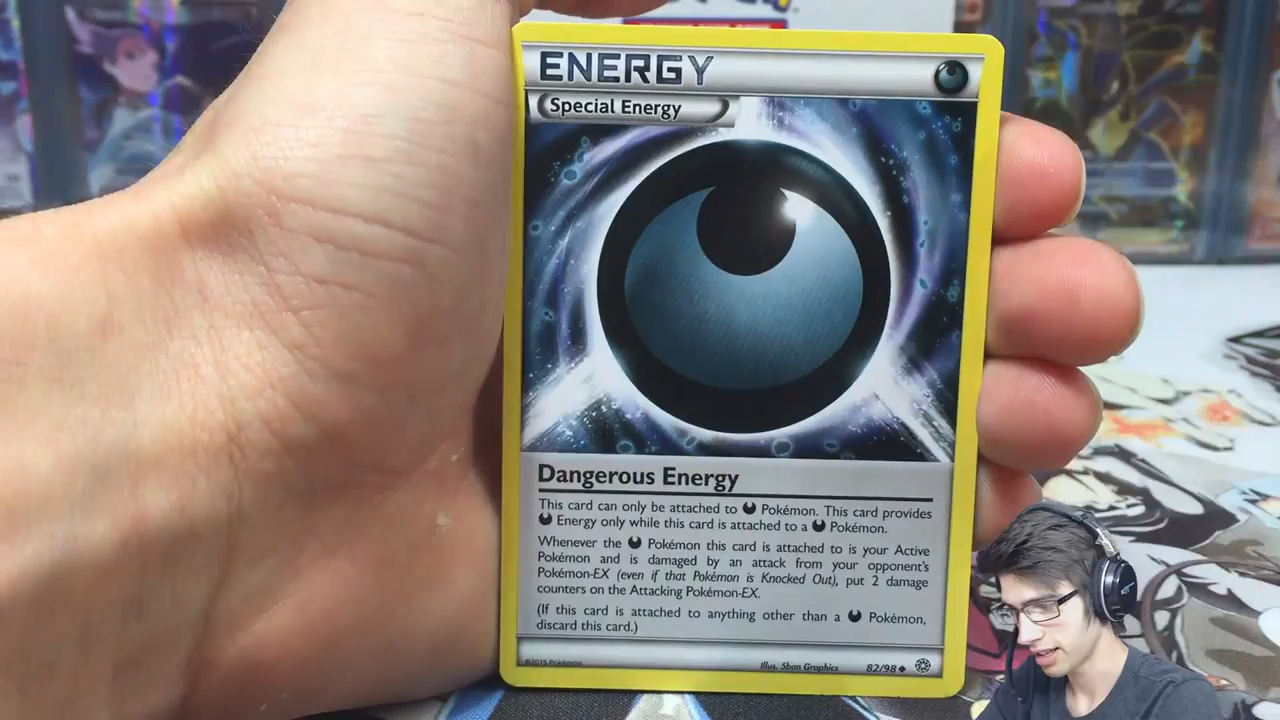 ENERGY
Special Energy
Dangerous Energy
This card can only be attached to Pokémon. This card provides
Energy only while this card is attached to a Pokémon.
Whenever the Pokémon this card is attached to is your Active
Pokémon and is damaged by an attack from your opponent's
Pokémon-EX (even if that Pokémon is Knocked Out), put 2 damage
counters on the Attacking Pokémon-EX.
(If this card is attached to anything other than a Pokémon,
discard this card.)
©2015 Pokémon
Illus. 5ban Graphics
82/98